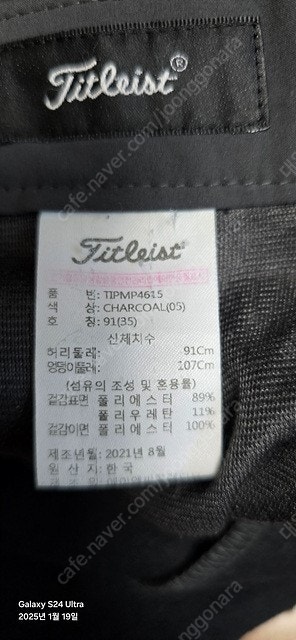 Titleist®
Titleist
품 번: TIPMP4615
색 상: CHARCOAL(05)
호 칭: 91(35)
신체치수
허리둘레: 91Cm
엉덩이둘레: 107Cm
(섬유의 조성 및 혼용률)
겉감표면 폴리에스터 89%
폴리우레탄 11%
겉감이면 폴리에스터 100%
제조년월: 2021년 8월
원 산 지: 한국
Galaxy S24 Ultra
2025년 1월 19일
cafe.naver.com/joonggonara